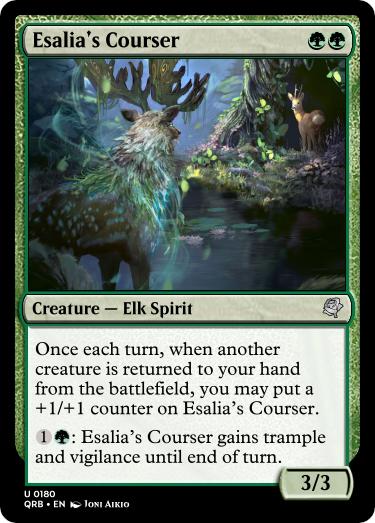 Esalia's Courser
Creature — Elk Spirit
Once each turn, when another
creature is returned to your hand
from the battlefield, you may put a
+1/+1 counter on Esalia's Courser.
1: Esalia's Courser gains trample
and vigilance until end of turn.
3/3
U 0180
QRB • EN Joni Aikio